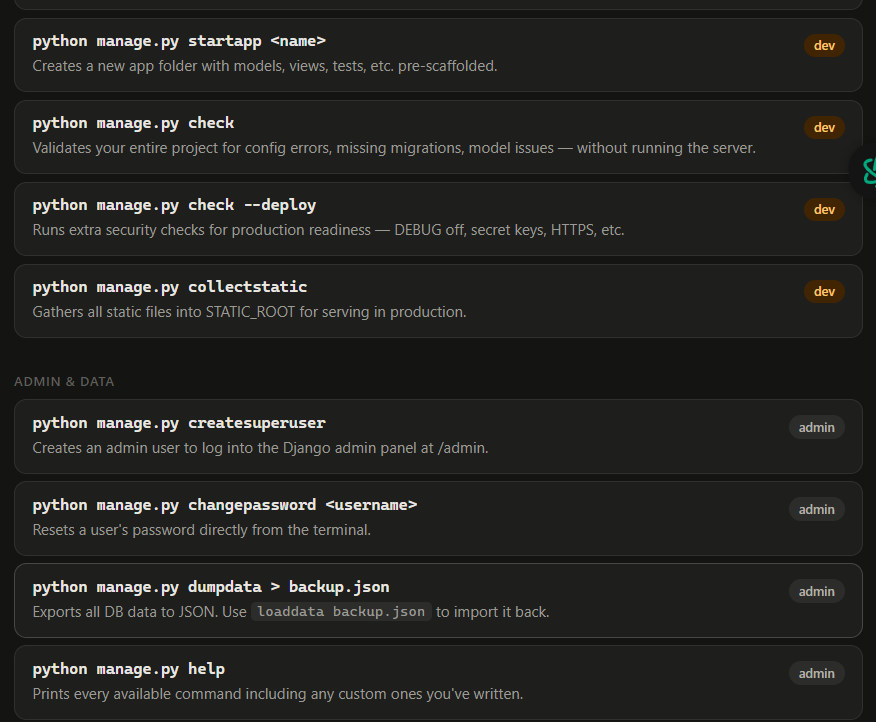 python manage.py startapp <name>
dev
Creates a new app folder with models, views, tests, etc. pre-scaffolded.
python manage.py check
dev
Validates your entire project for config errors, missing migrations, model issues — without running the server.
python manage.py check --deploy
dev
Runs extra security checks for production readiness — DEBUG off, secret keys, HTTPS, etc.
python manage.py collectstatic
dev
Gathers all static files into STATIC_ROOT for serving in production.
ADMIN & DATA
python manage.py createsuperuser
admin
Creates an admin user to log into the Django admin panel at /admin.
python manage.py changepassword <username>
admin
Resets a user's password directly from the terminal.
python manage.py dumpdata > backup.json
admin
Exports all DB data to JSON. Use loaddata backup.json to import it back.
python manage.py help
admin
Prints every available command including any custom ones you've written.